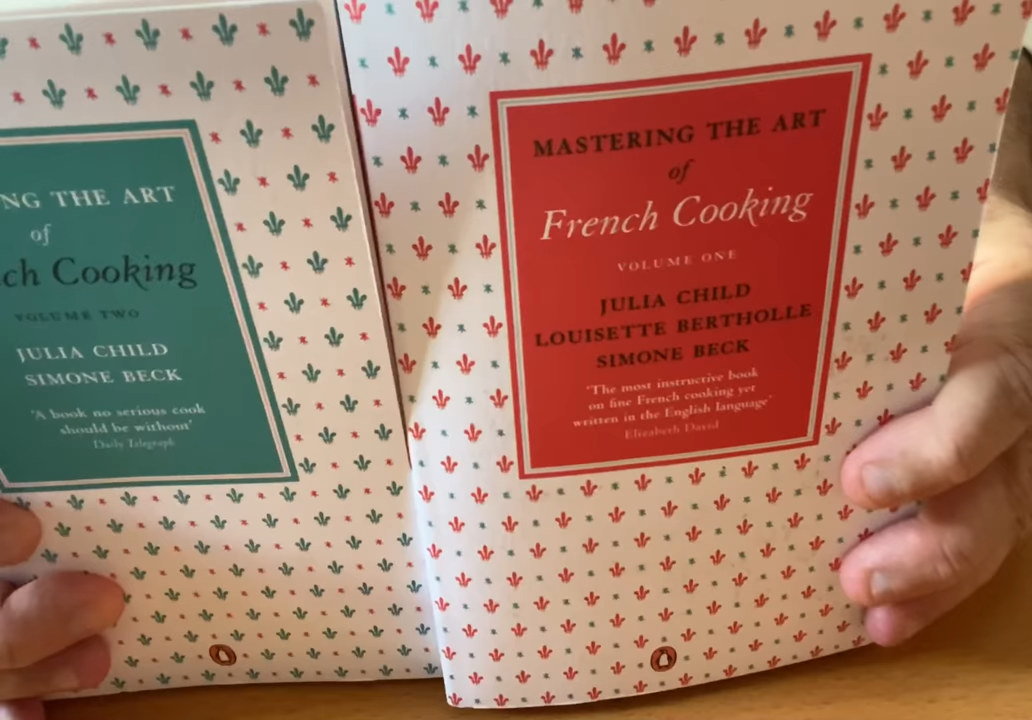 NG THE ART
of
ch Cooking
VOLUME TWO
JULIA CHILD
SIMONE BECK
'A book no serious cook
should be without'
Daily Telegraph
MASTERING THE ART
of
French Cooking
VOLUME ONE
JULIA CHILD
LOUISETTE BERTHOLLE
SIMONE BECK
'The most instructive book
on fine French cooking yet
written in the English language'
Elizabeth David